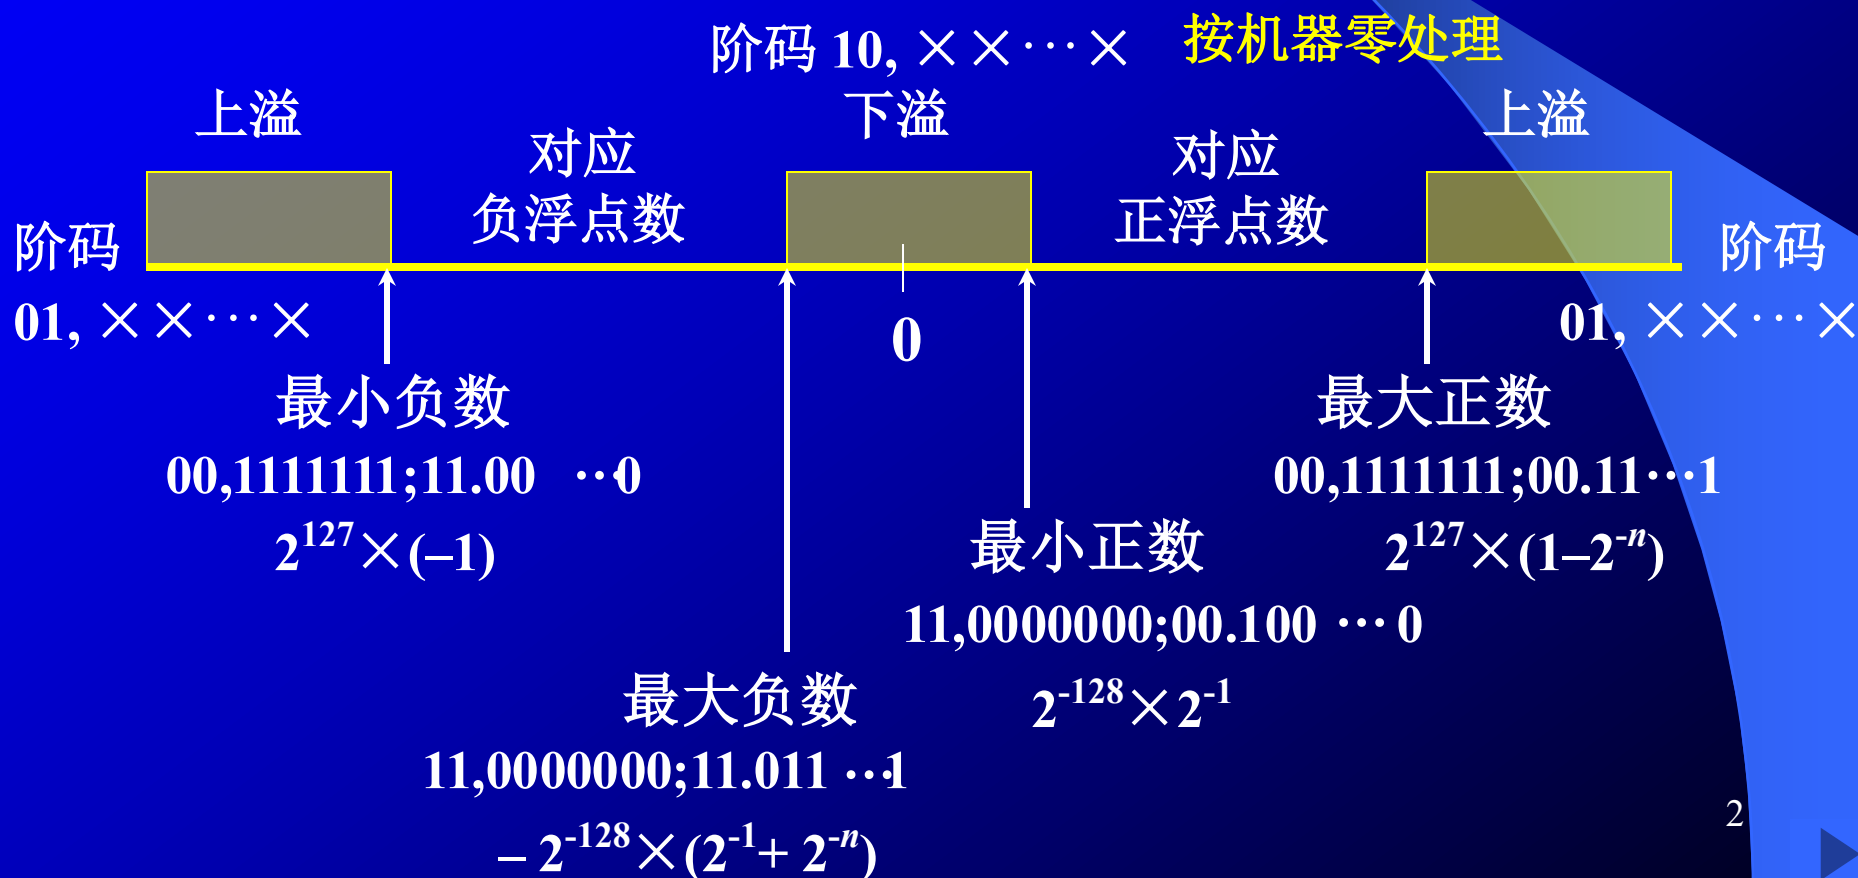 阶码 10, ××…× 按机器零处理
上溢 下溢 上溢
对应 对应
负浮点数 正浮点数
阶码 阶码
01, ××…× 01, ××…×
0
最小负数 最大正数
00,1111111;11.00 …0 00,1111111;00.11…1
2¹²⁷×(–1) 2¹²⁷×(1–2⁻ⁿ)
最小正数
11,0000000;00.100 …0
2⁻¹²⁸×2⁻¹
最大负数
11,0000000;11.011 …1
– 2⁻¹²⁸×(2⁻¹+ 2⁻ⁿ)
2